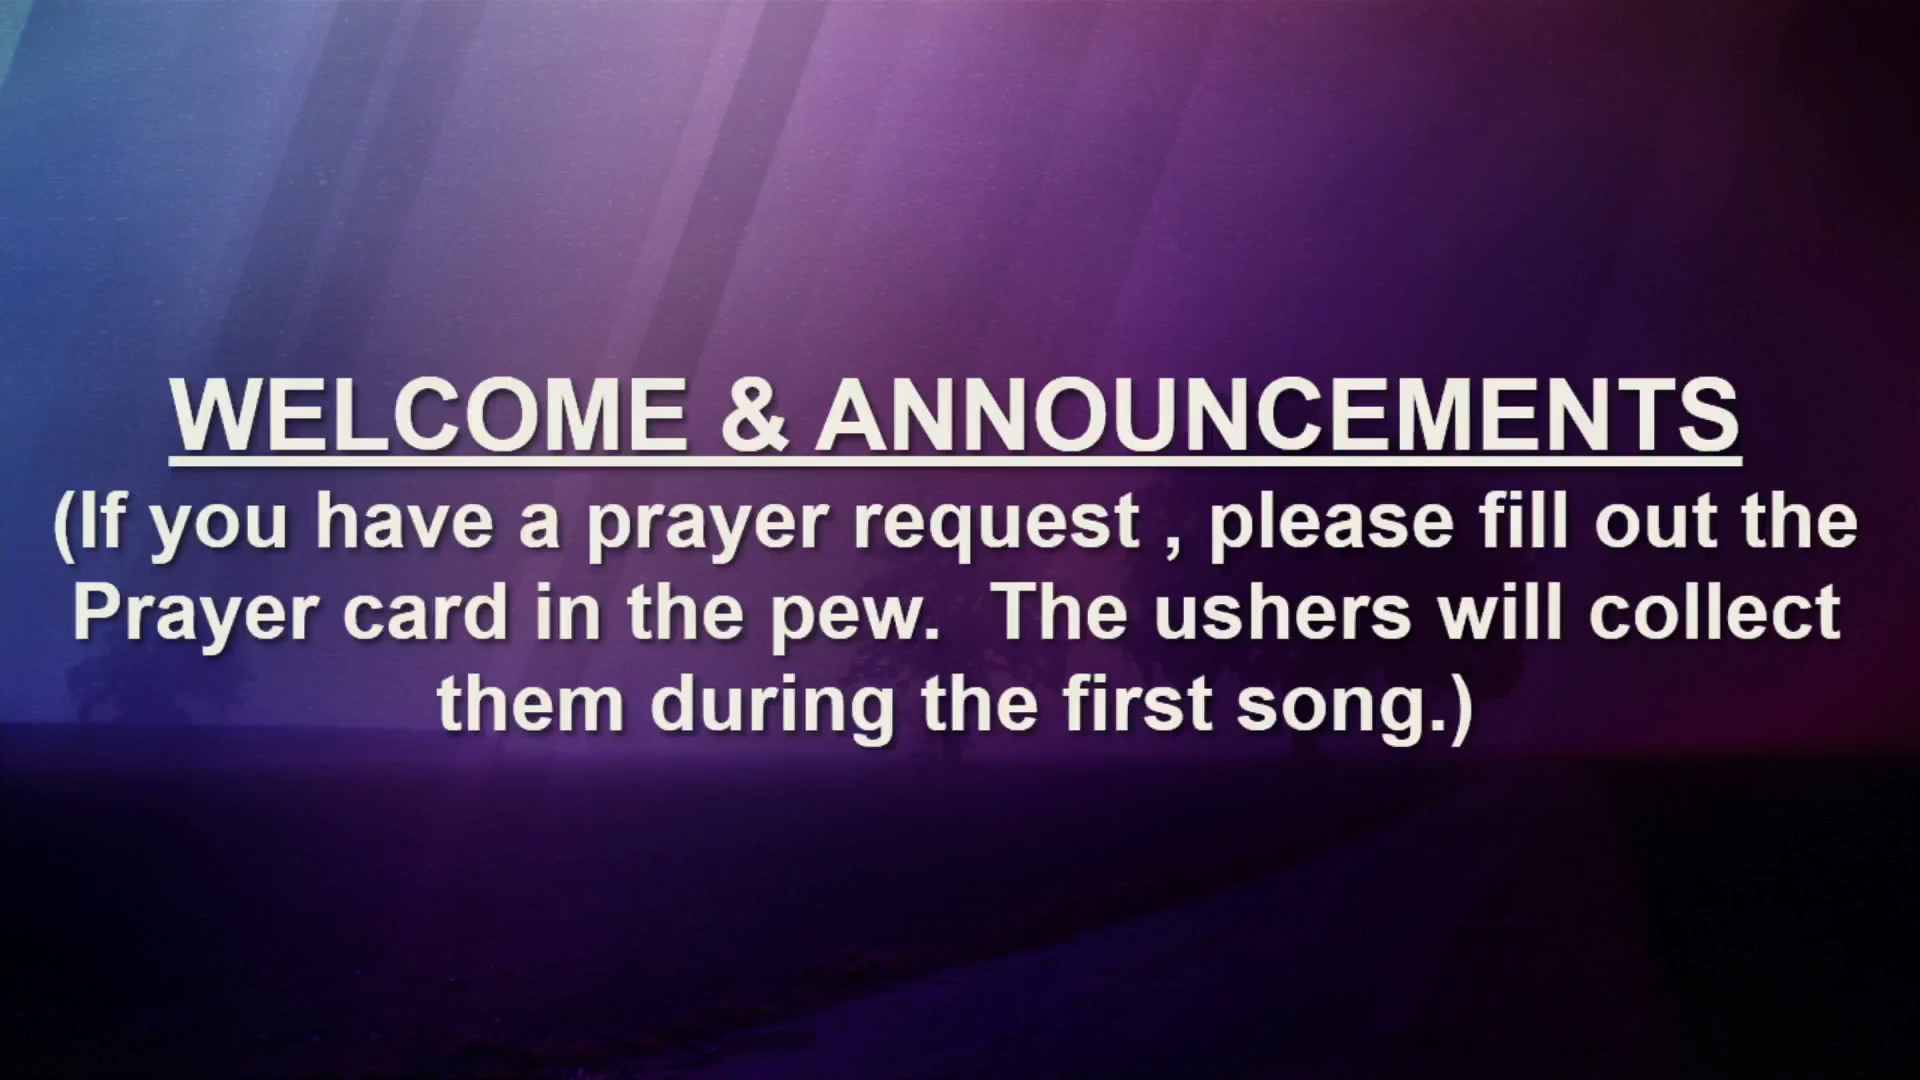 WELCOME & ANNOUNCEMENTS
(If you have a prayer request , please fill out the
Prayer card in the pew.  The ushers will collect
them during the first song.)